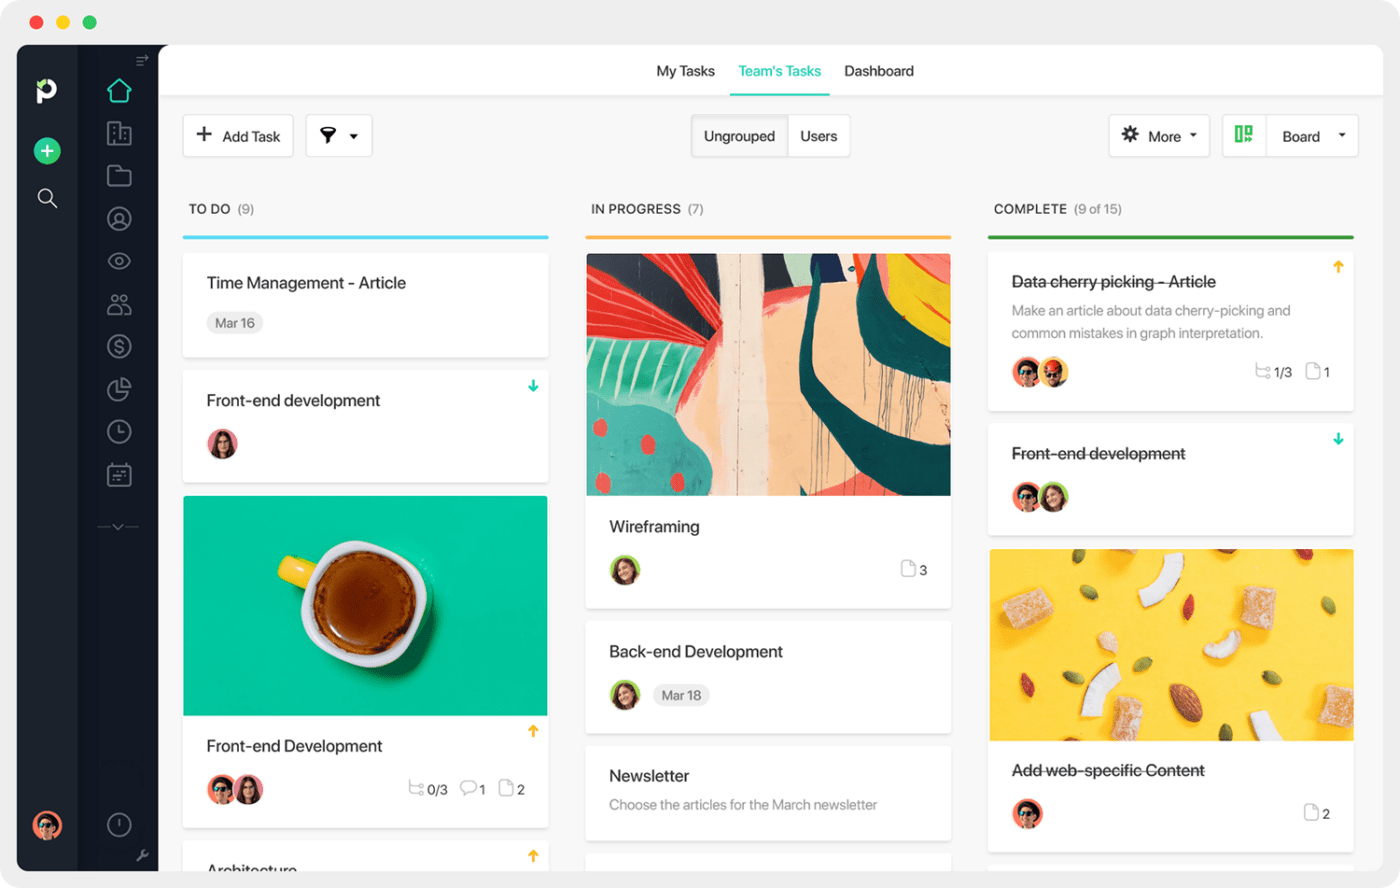 My Tasks
Team's Tasks
Dashboard
Add Task
Ungrouped
Users
More
Board
TO DO (9)
Time Management - Article
Mar 16
Front-end development
Front-end Development
0/3 1 2
Architecture
IN PROGRESS (7)
Wireframing
3
Back-end Development
Mar 18
Newsletter
Choose the articles for the March newsletter
COMPLETE (9 of 15)
Data cherry picking - Article
Make an article about data cherry-picking and
common mistakes in graph interpretation.
1/3 1
Front-end development
Add web-specific Content
2